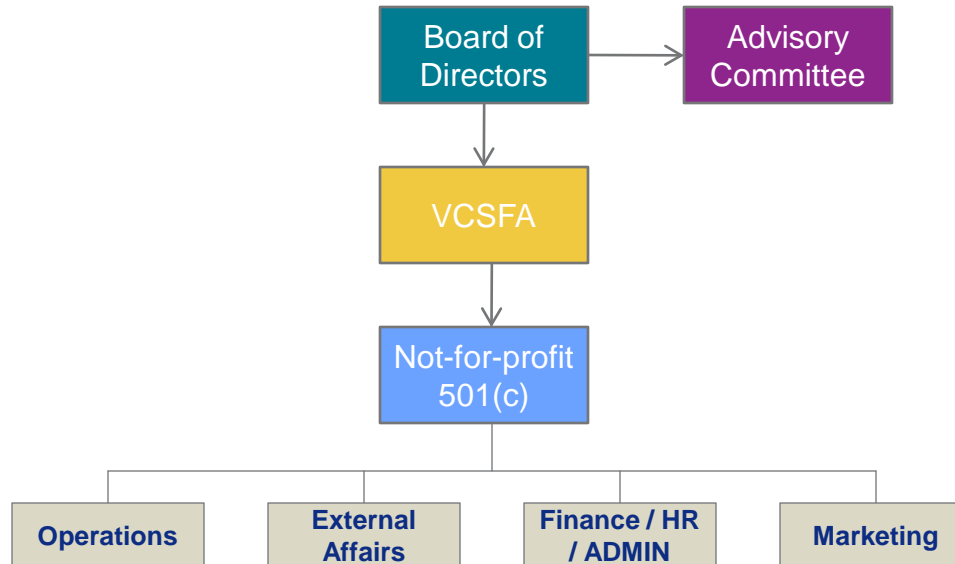 Board of
Directors
Advisory
Committee
VCSFA
Not-for-profit
501(c)
Operations
External
Affairs
Finance / HR
/ ADMIN
Marketing